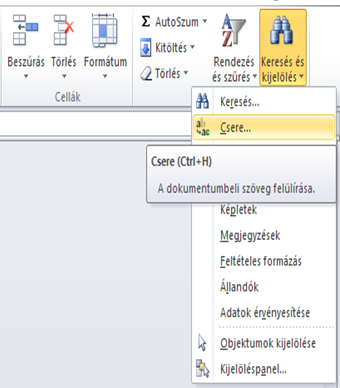 Σ AutoSzum
Kitöltés
Törlés
Beszúrás Törlés Formátum
Rendezés és szűrés
Keresés és kijelölés
Cellák
Keresés...
Csere...
Csere (Ctrl+H)
A dokumentumbeli szöveg felülírása.
Képletek
Megjegyzések
Feltételes formázás
Állandók
Adatok érvényesítése
Objektumok kijelölése
Kijelöléspanel...